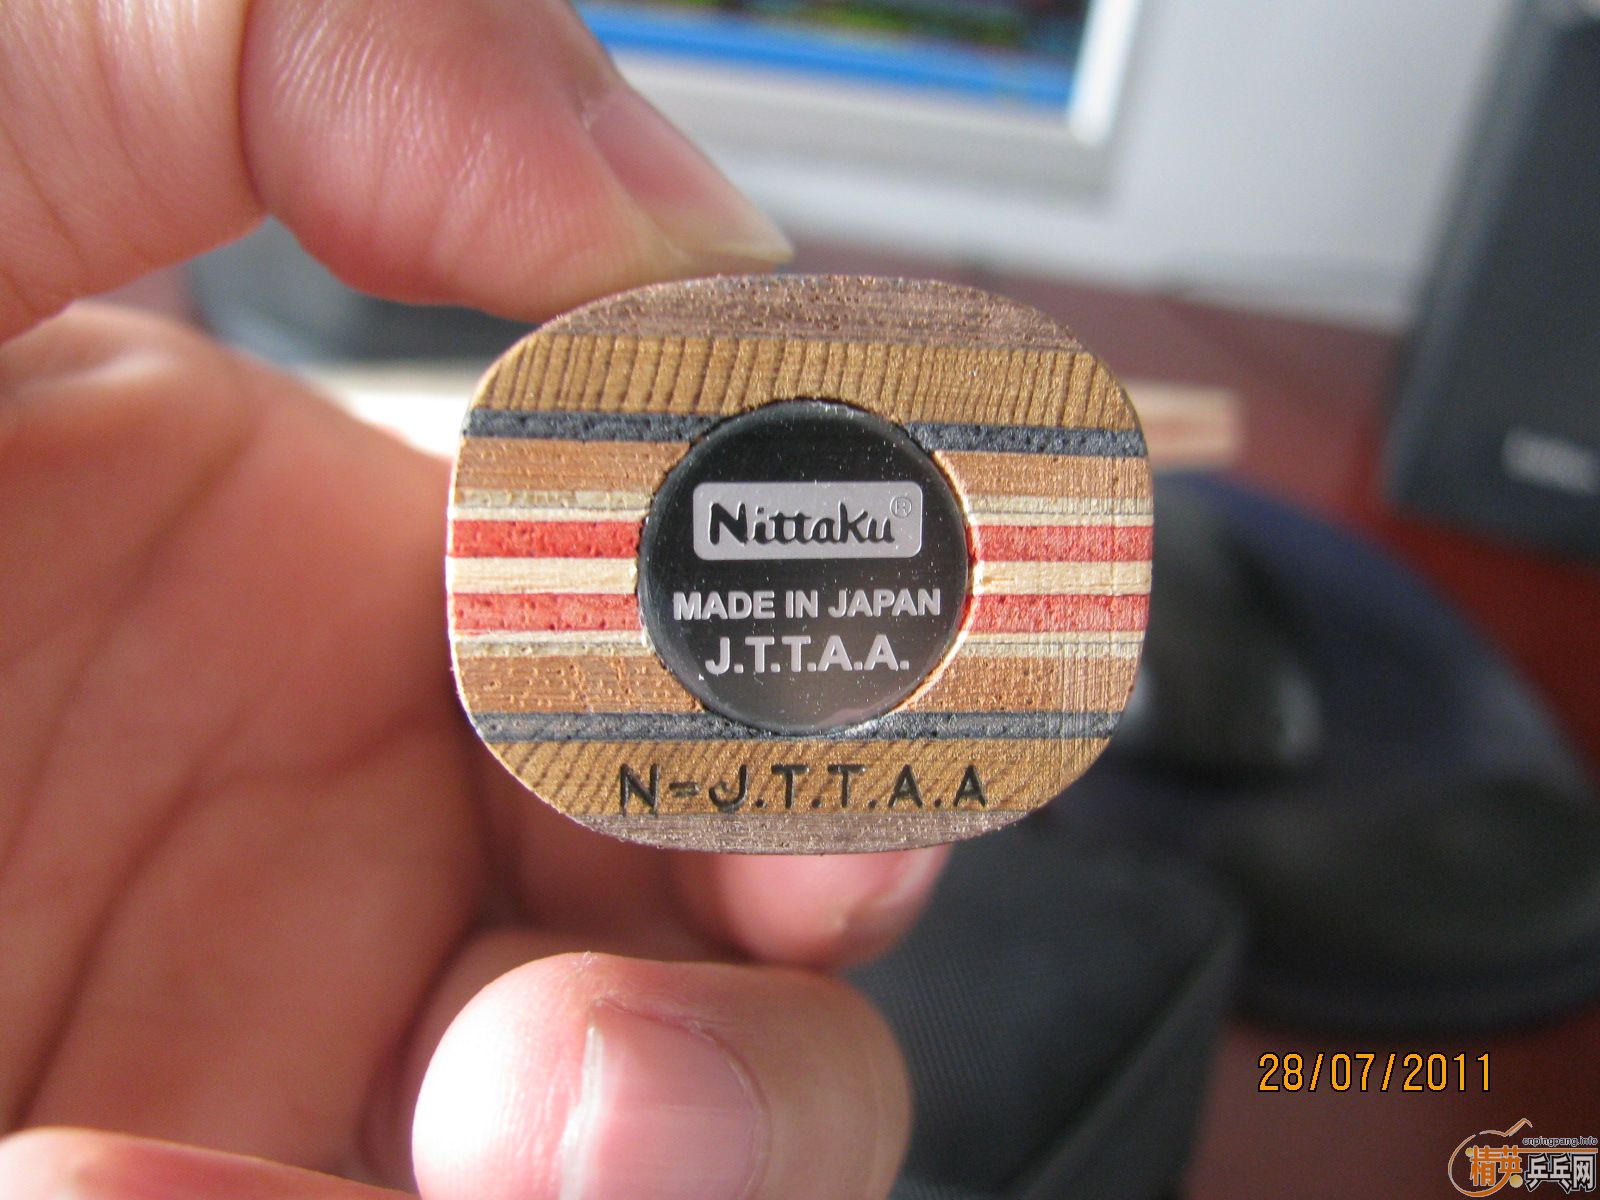 Nittaku®
MADE IN JAPAN
J.T.T.A.A.
N=J.T.T.A.A
28/07/2011
cnpingpang.info
精英乒乓网